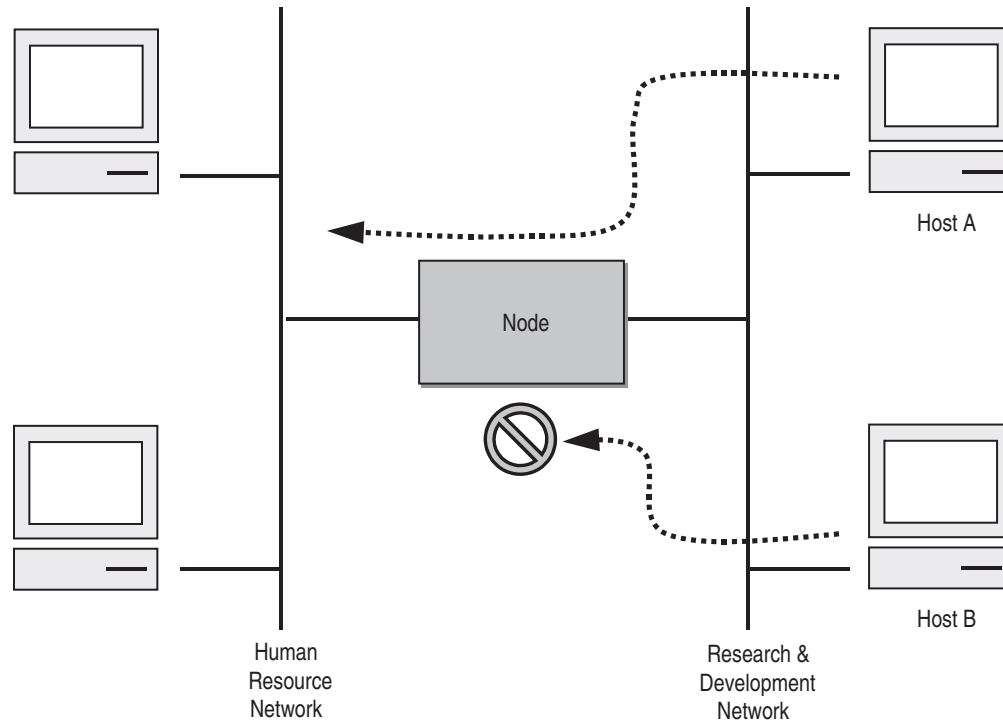 Host A
Node
Host B
Human
Resource
Network
Research &
Development
Network